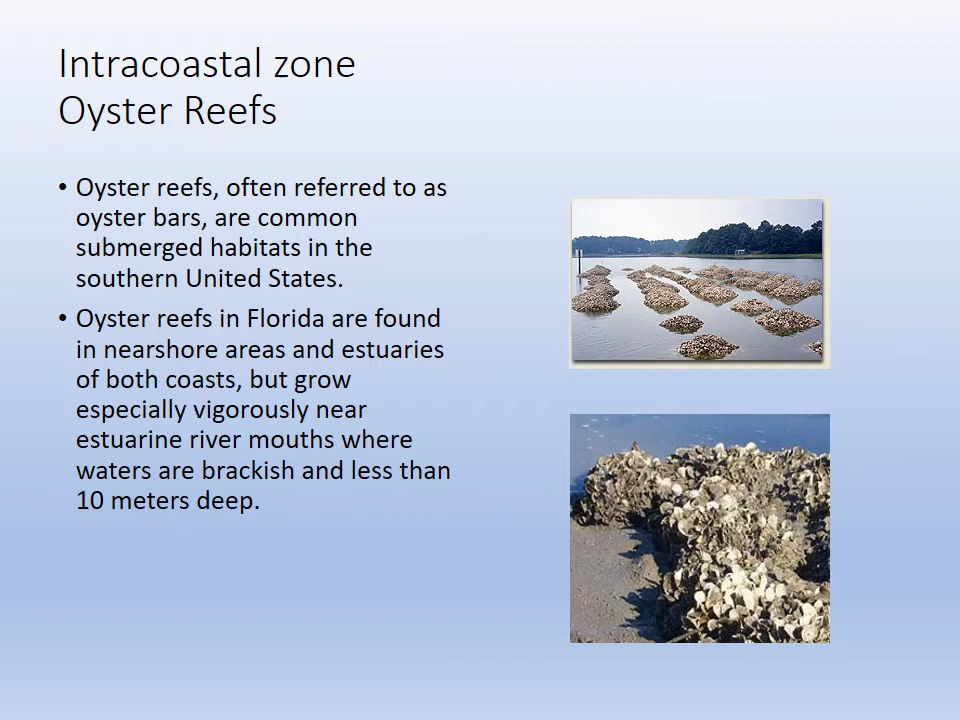 Intracoastal zone
Oyster Reefs
• Oyster reefs, often referred to as
oyster bars, are common
submerged habitats in the
southern United States.
• Oyster reefs in Florida are found
in nearshore areas and estuaries
of both coasts, but grow
especially vigorously near
estuarine river mouths where
waters are brackish and less than
10 meters deep.